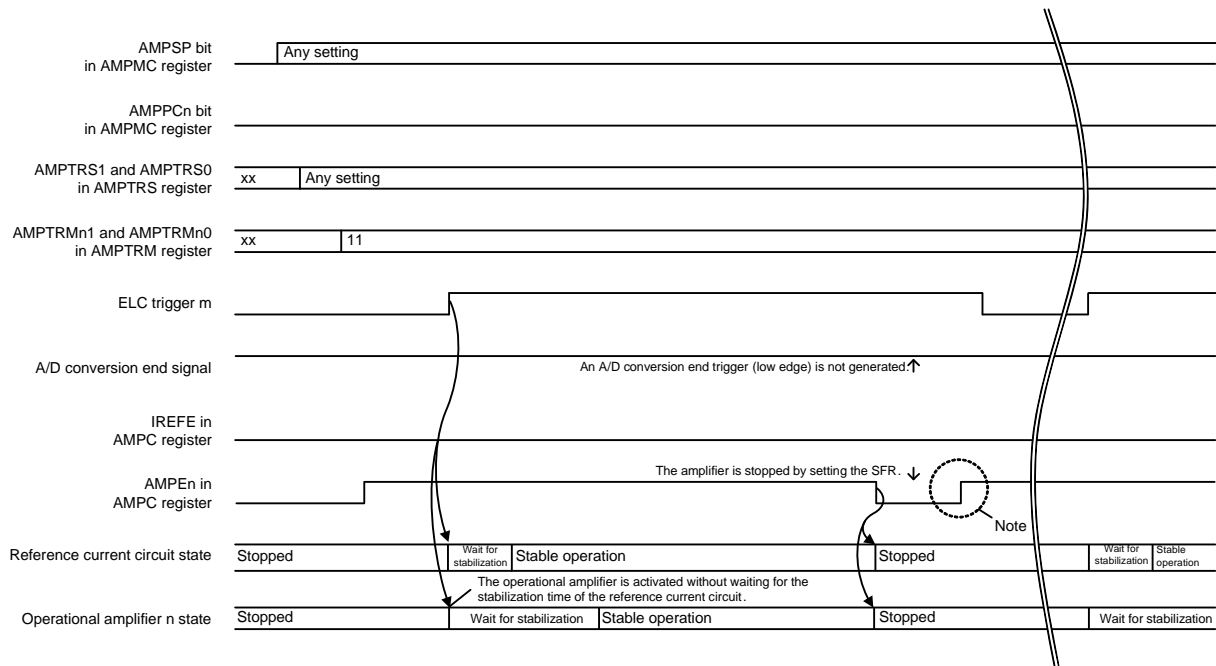 AMPSP bit
in AMPMC register
Any setting
AMPPCn bit
in AMPMC register
AMPTRS1 and AMPTRS0
in AMPTRS register
xx
Any setting
AMPTRMn1 and AMPTRMn0
in AMPTRM register
xx
11
ELC trigger m
A/D conversion end signal
An A/D conversion end trigger (low edge) is not generated.↑
IREFE in
AMPC register
AMPEn in
AMPC register
The amplifier is stopped by setting the SFR. ↓
Note
Reference current circuit state
Stopped
Wait for
stabilization
Stable operation
Stopped
Wait for
stabilization
Stable
operation
The operational amplifier is activated without waiting for the
stabilization time of the reference current circuit.
Operational amplifier n state
Stopped
Wait for stabilization
Stable operation
Stopped
Wait for stabilization